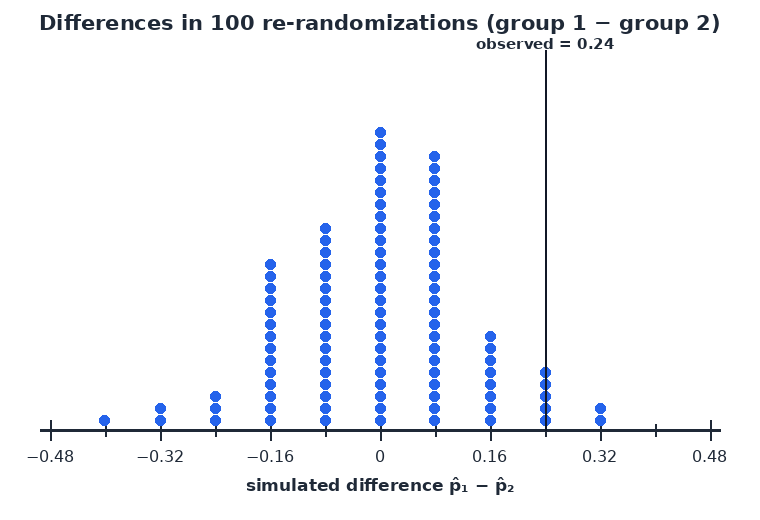 Differences in 100 re-randomizations (group 1 − group 2)
observed = 0.24
−0.48 −0.32 −0.16 0 0.16 0.32 0.48
simulated difference p̂₁ − p̂₂